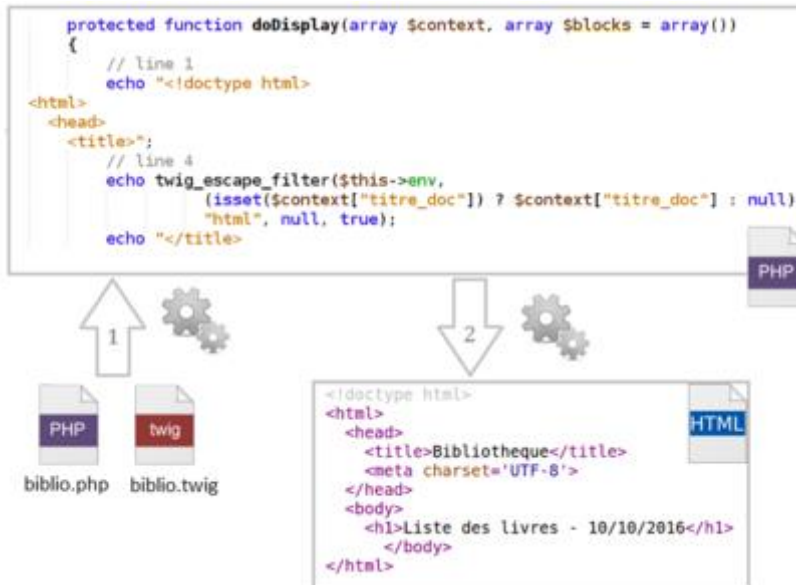 protected function doDisplay(array $context, array $blocks = array())
{
// line 1
echo "<!doctype html>
<html>
<head>
<title>";
// line 4
echo twig_escape_filter($this->env,
(isset($context["titre_doc"]) ? $context["titre_doc"] : null)
"html", null, true);
echo "</title>
PHP
1
2
PHP
twig
biblio.php
biblio.twig
HTML
<!doctype html>
<html>
<head>
<title>Bibliotheque</title>
<meta charset='UTF-8'>
</head>
<body>
<h1>Liste des livres - 10/10/2016</h1>
</body>
</html>